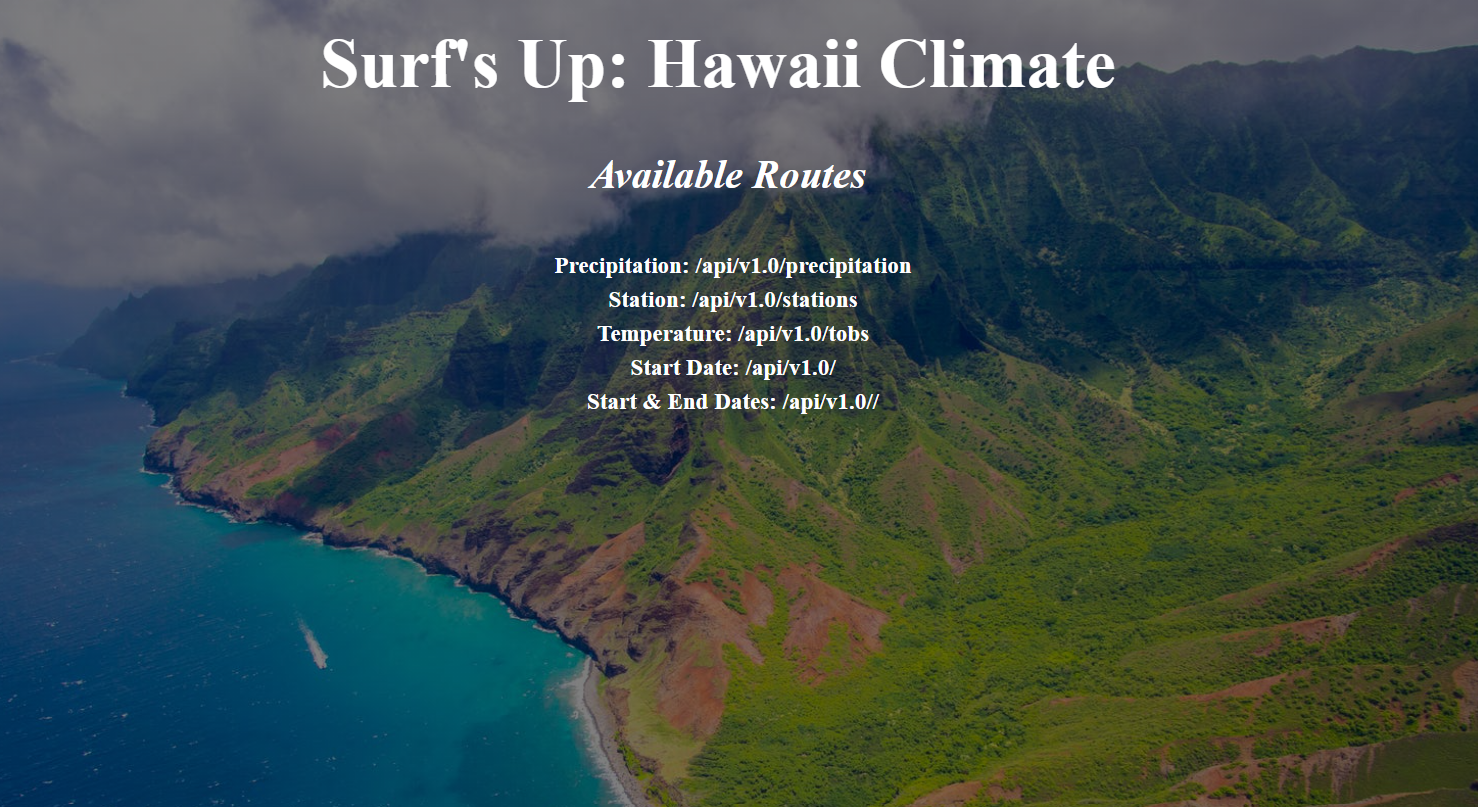 Surf's Up: Hawaii Climate
Available Routes
Precipitation: /api/v1.0/precipitation
Station: /api/v1.0/stations
Temperature: /api/v1.0/tobs
Start Date: /api/v1.0/
Start & End Dates: /api/v1.0//